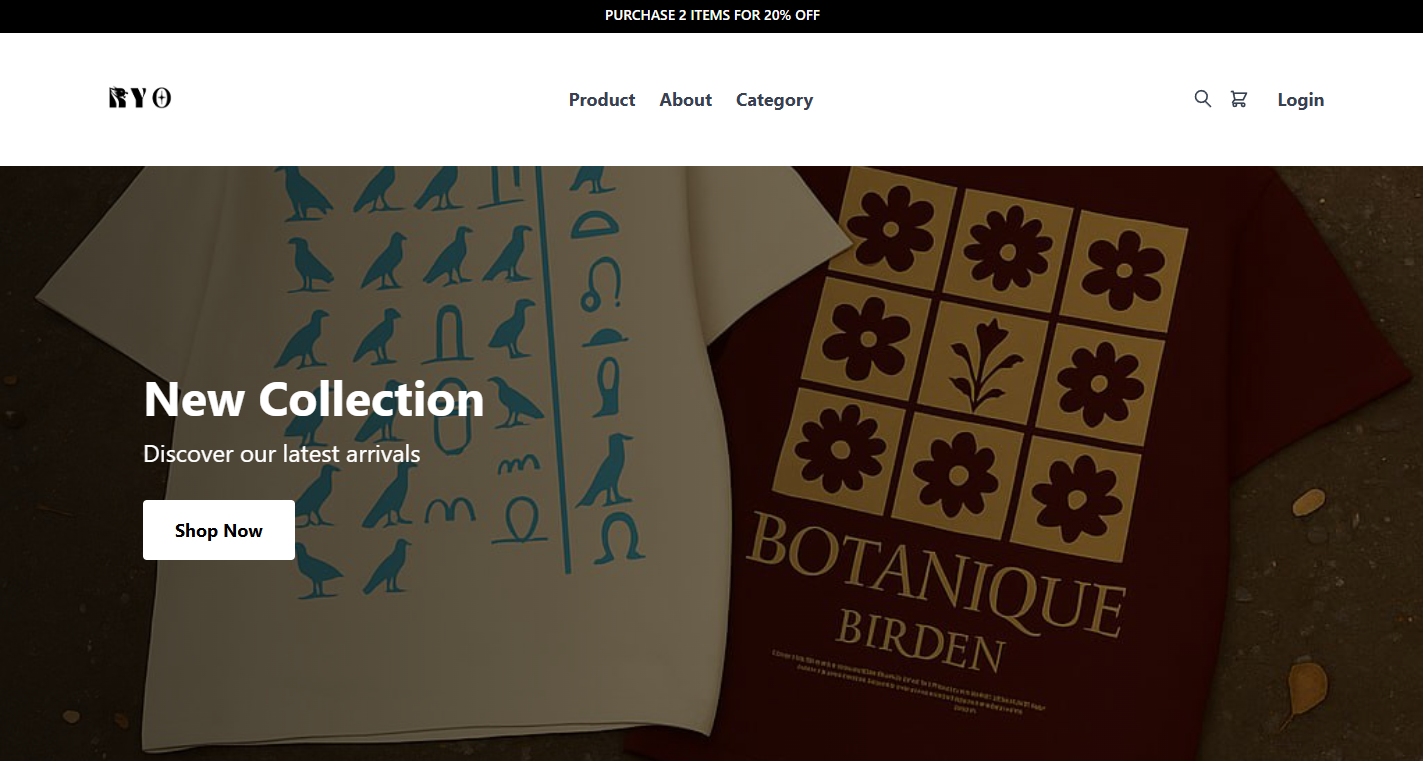 PURCHASE 2 ITEMS FOR 20% OFF
RYO
Product About Category
Login
New Collection
Discover our latest arrivals
Shop Now
BOTANIQUE
BIRDEN